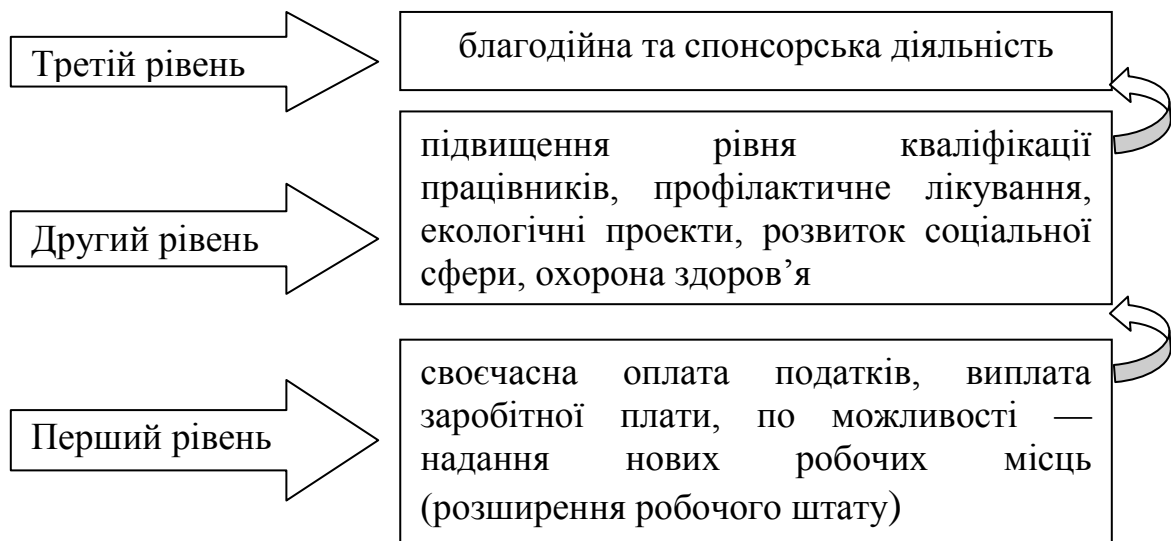 Третій рівень
благодійна та спонсорська діяльність
Другий рівень
підвищення рівня кваліфікації
працівників, профілактичне лікування,
екологічні проекти, розвиток соціальної
сфери, охорона здоров’я
Перший рівень
своєчасна оплата податків, виплата
заробітної плати, по можливості —
надання нових робочих місць
(розширення робочого штату)